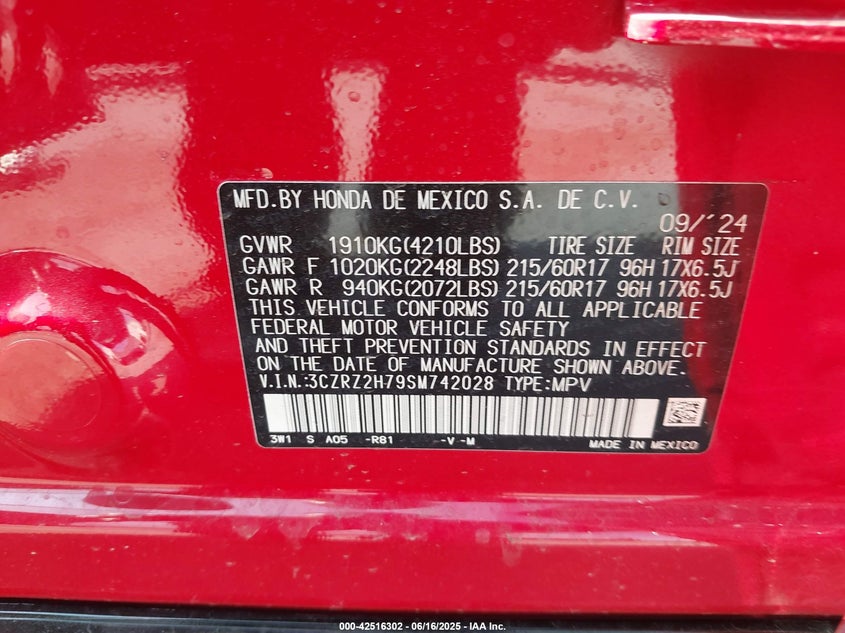 MFD.BY HONDA DE MEXICO S.A. DE C.V.
09/'24
GVWR 1910KG(4210LBS) TIRE SIZE RIM SIZE
GAWR F 1020KG(2248LBS) 215/60R17 96H 17X6.5J
GAWR R 940KG(2072LBS) 215/60R17 96H 17X6.5J
THIS VEHICLE CONFORMS TO ALL APPLICABLE
FEDERAL MOTOR VEHICLE SAFETY
AND THEFT PREVENTION STANDARDS IN EFFECT
ON THE DATE OF MANUFACTURE SHOWN ABOVE.
V.I.N.:3CZRZ2H79SM742028 TYPE:MPV
3W1 S A05 -R81 -V -M MADE IN MEXICO
000-42516302 - 06/16/2025 - IAA Inc.